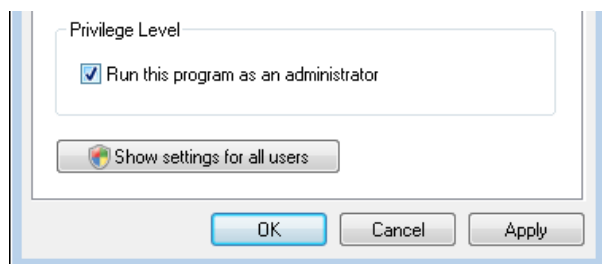 Privilege Level
Run this program as an administrator
Show settings for all users
OK Cancel Apply